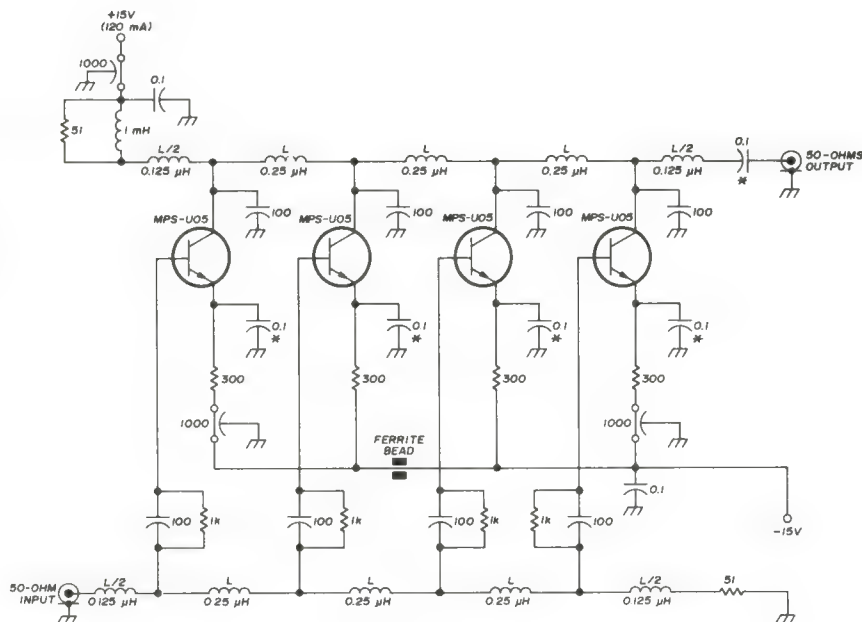 +15V
(120 mA)
1000
0.1
51
1 mH
L/2
0.125 µH
L
0.25 µH
L
0.25 µH
L
0.25 µH
L/2
0.125 µH
0.1
*
50-OHMS
OUTPUT
100
100
100
100
MPS-U05
MPS-U05
MPS-U05
MPS-U05
0.1
*
0.1
*
0.1
*
0.1
*
300
300
300
300
1000
1000
FERRITE
BEAD
0.1
-15V
100
1k
100
1k
100
1k
1k
100
50-OHM
INPUT
L/2
0.125 µH
L
0.25 µH
L
0.25 µH
L
0.25 µH
L/2
0.125 µH
51